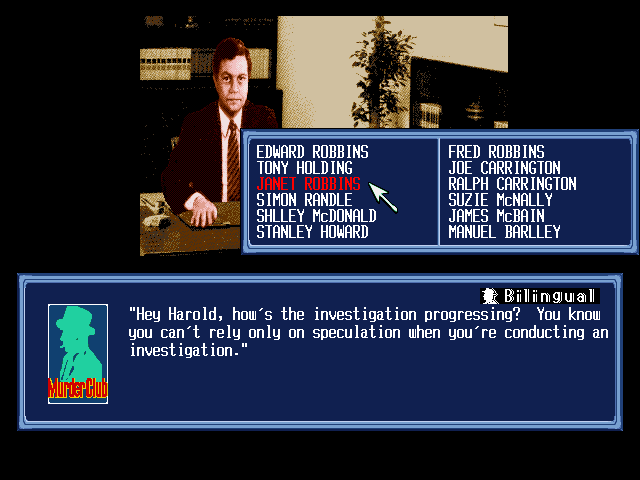 EDWARD ROBBINS
TONY HOLDING
JANET ROBBINS
SIMON RANDLE
SHLLEY McDONALD
STANLEY HOWARD
FRED ROBBINS
JOE CARRINGTON
RALPH CARRINGTON
SUZIE McNALLY
JAMES McBAIN
MANUEL BARLLEY
Bilingual
"Hey Harold, how's the investigation progressing? You know
you can't rely only on speculation when you're conducting an
investigation."
MurderClub